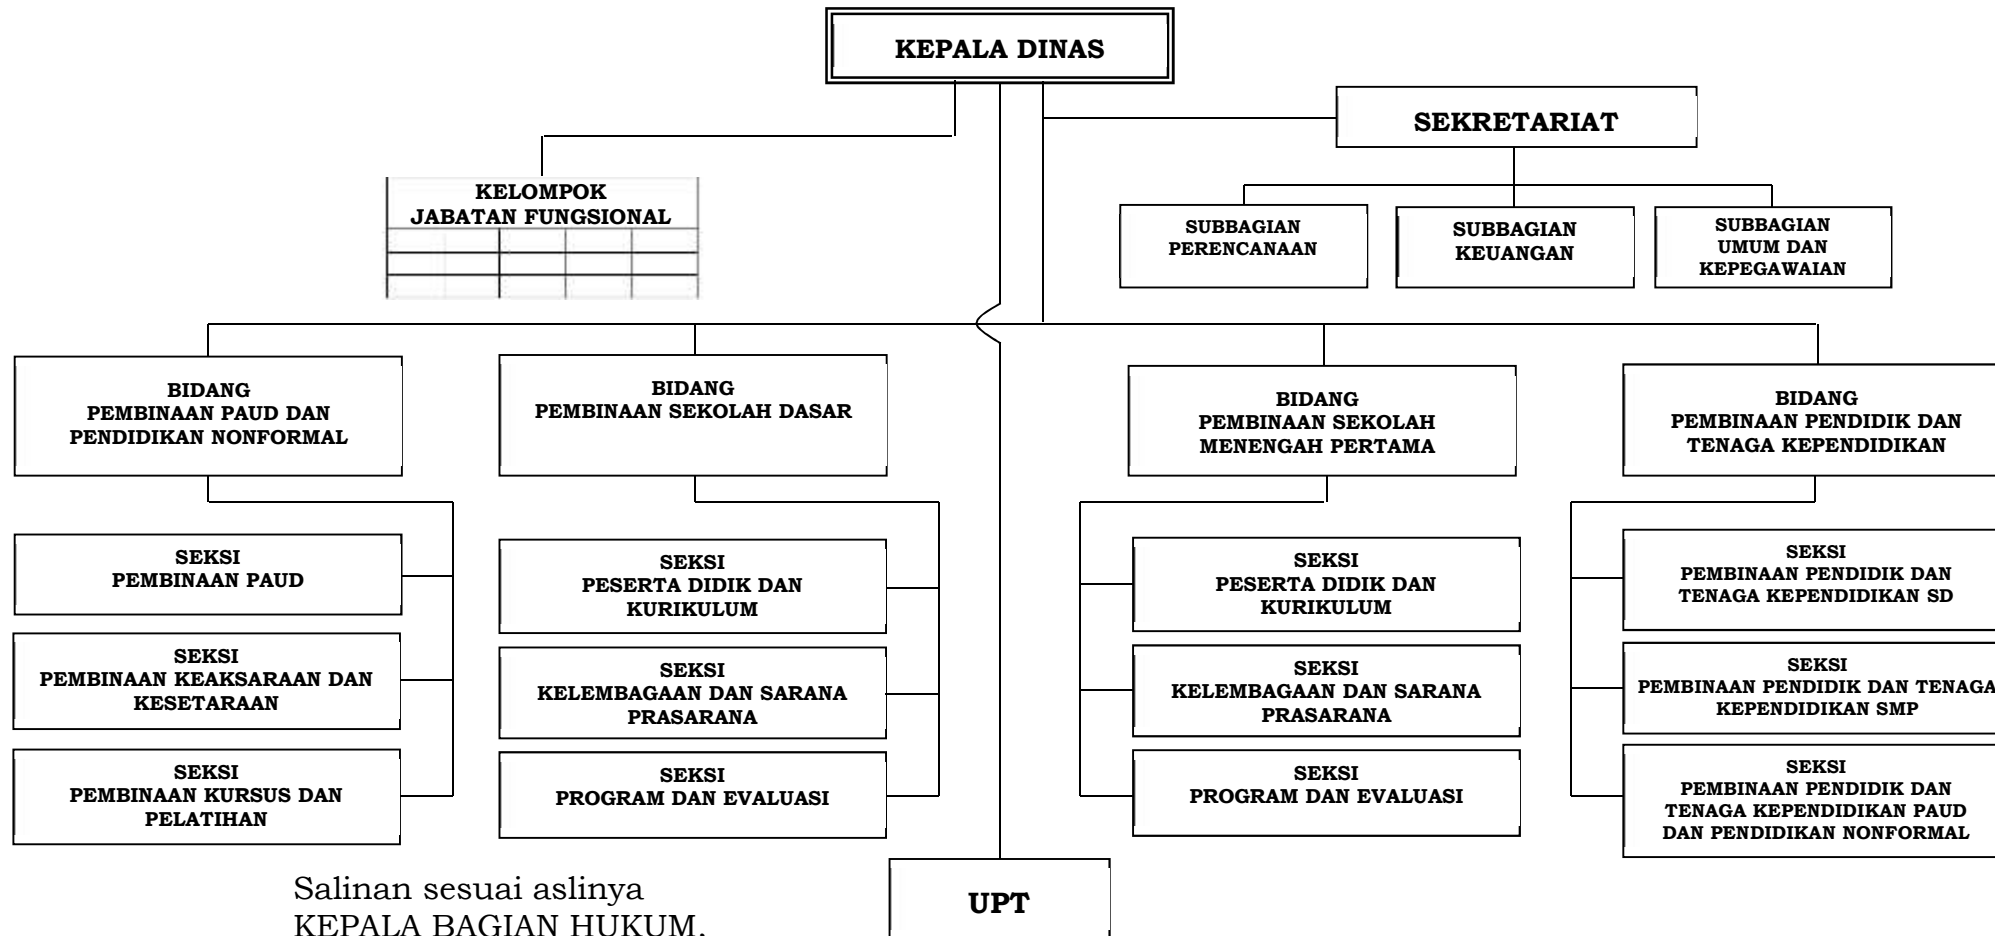 KEPALA DINAS
SEKRETARIAT
KELOMPOK
JABATAN FUNGSIONAL
SUBBAGIAN
PERENCANAAN
SUBBAGIAN
KEUANGAN
SUBBAGIAN
UMUM DAN
KEPEGAWAIAN
BIDANG
PEMBINAAN PAUD DAN
PENDIDIKAN NONFORMAL
BIDANG
PEMBINAAN SEKOLAH DASAR
BIDANG
PEMBINAAN SEKOLAH
MENENGAH PERTAMA
BIDANG
PEMBINAAN PENDIDIK DAN
TENAGA KEPENDIDIKAN
SEKSI
PEMBINAAN PAUD
SEKSI
PEMBINAAN KEAKSARAAN DAN
KESETARAAN
SEKSI
PEMBINAAN KURSUS DAN
PELATIHAN
SEKSI
PESERTA DIDIK DAN
KURIKULUM
SEKSI
KELEMBAGAAN DAN SARANA
PRASARANA
SEKSI
PROGRAM DAN EVALUASI
SEKSI
PESERTA DIDIK DAN
KURIKULUM
SEKSI
KELEMBAGAAN DAN SARANA
PRASARANA
SEKSI
PROGRAM DAN EVALUASI
SEKSI
PEMBINAAN PENDIDIK DAN
TENAGA KEPENDIDIKAN SD
SEKSI
PEMBINAAN PENDIDIK DAN TENAGA
KEPENDIDIKAN SMP
SEKSI
PEMBINAAN PENDIDIK DAN
TENAGA KEPENDIDIKAN PAUD
DAN PENDIDIKAN NONFORMAL
UPT
Salinan sesuai aslinya
KEPALA BAGIAN HUKUM,